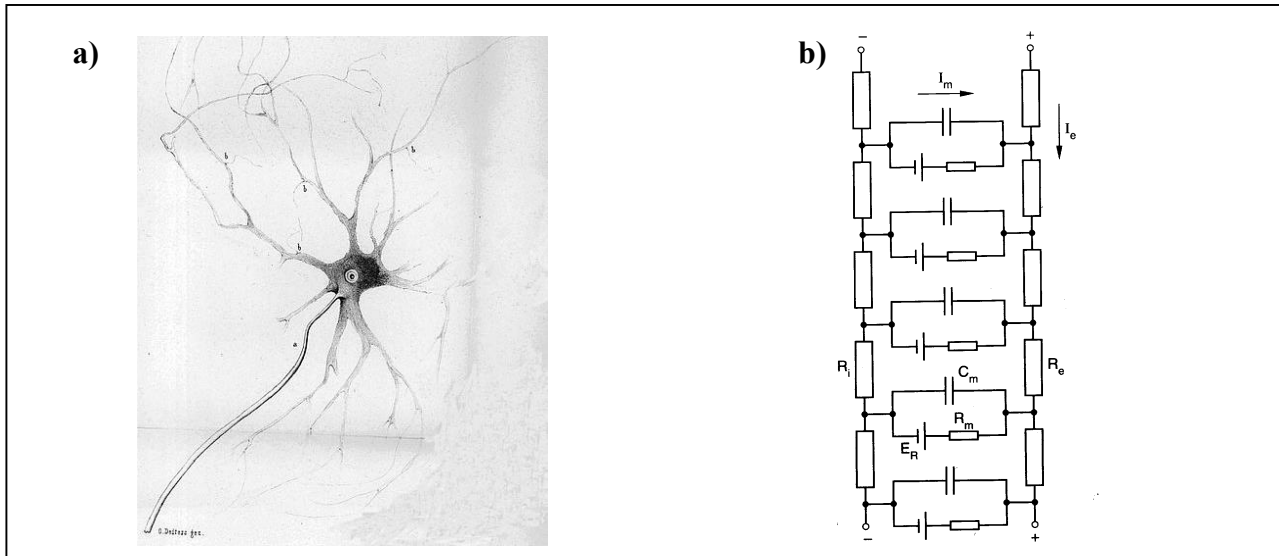 a)
b
b
b
b
a
O. Deiters gez.
b)
− +
I_m
I_e
R_i
C_m
R_e
R_m
E_R
− +